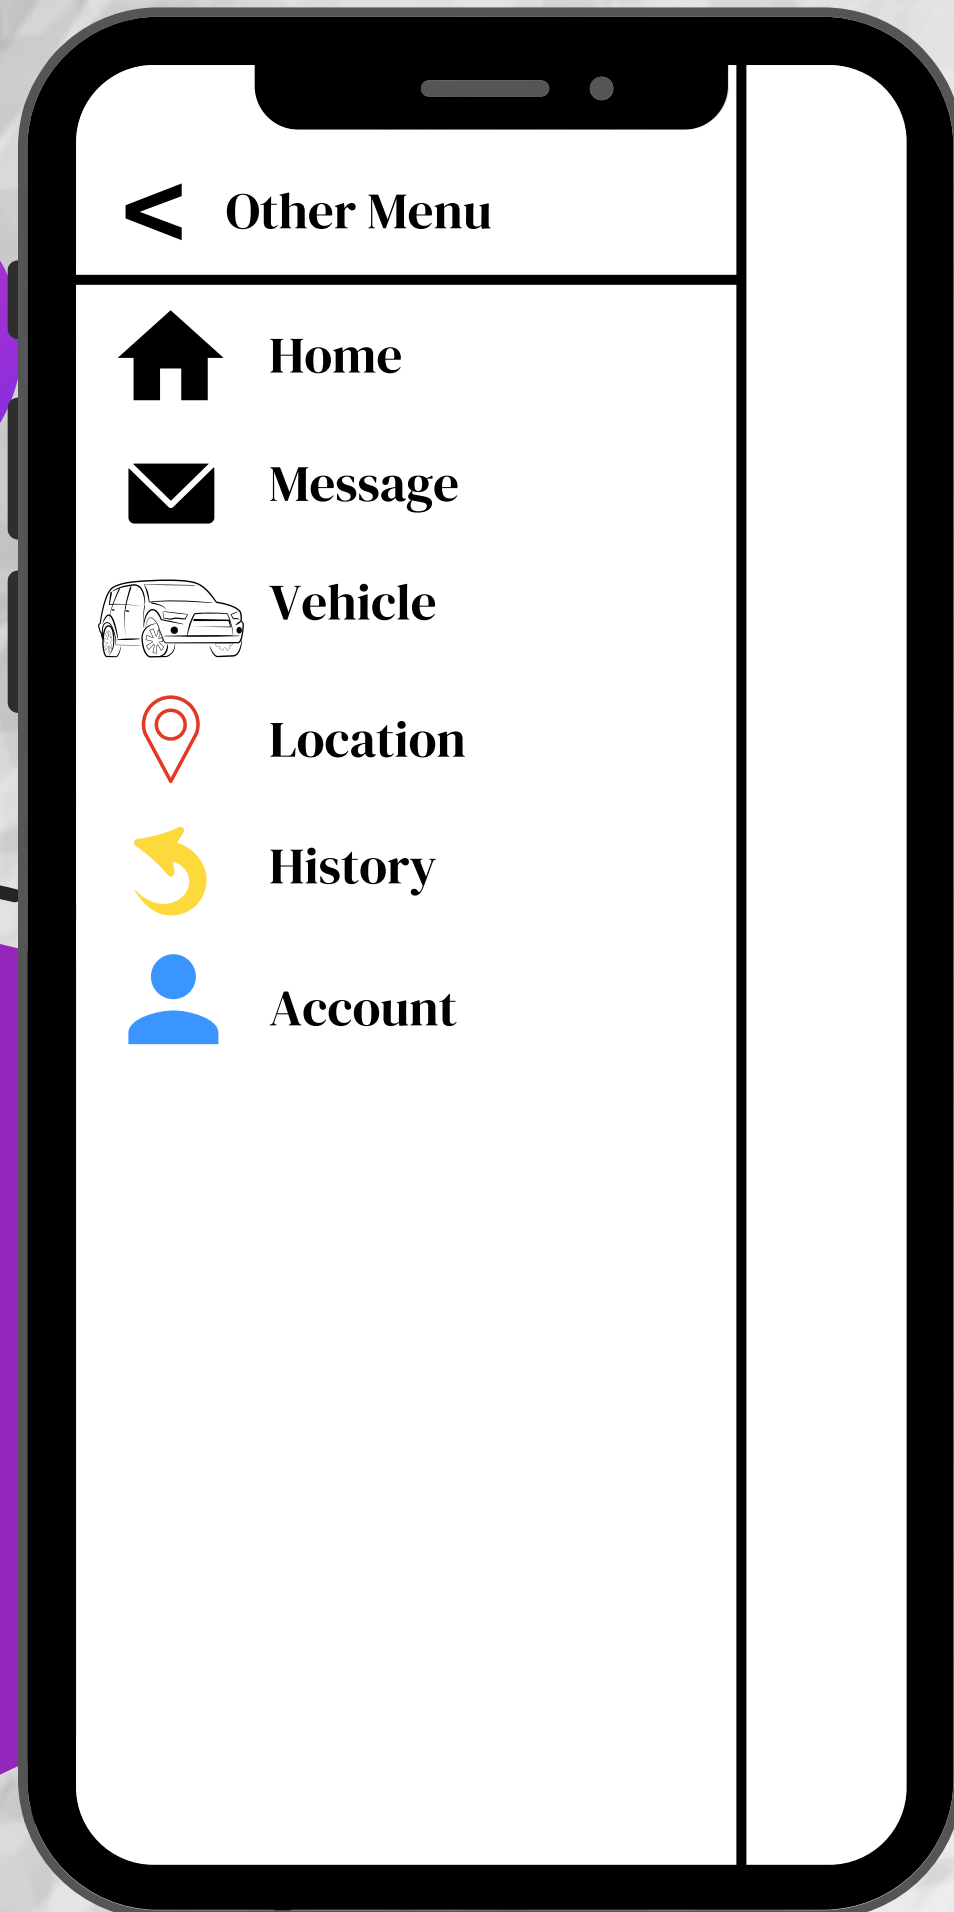 < Other Menu
Home
Message
Vehicle
Location
History
Account